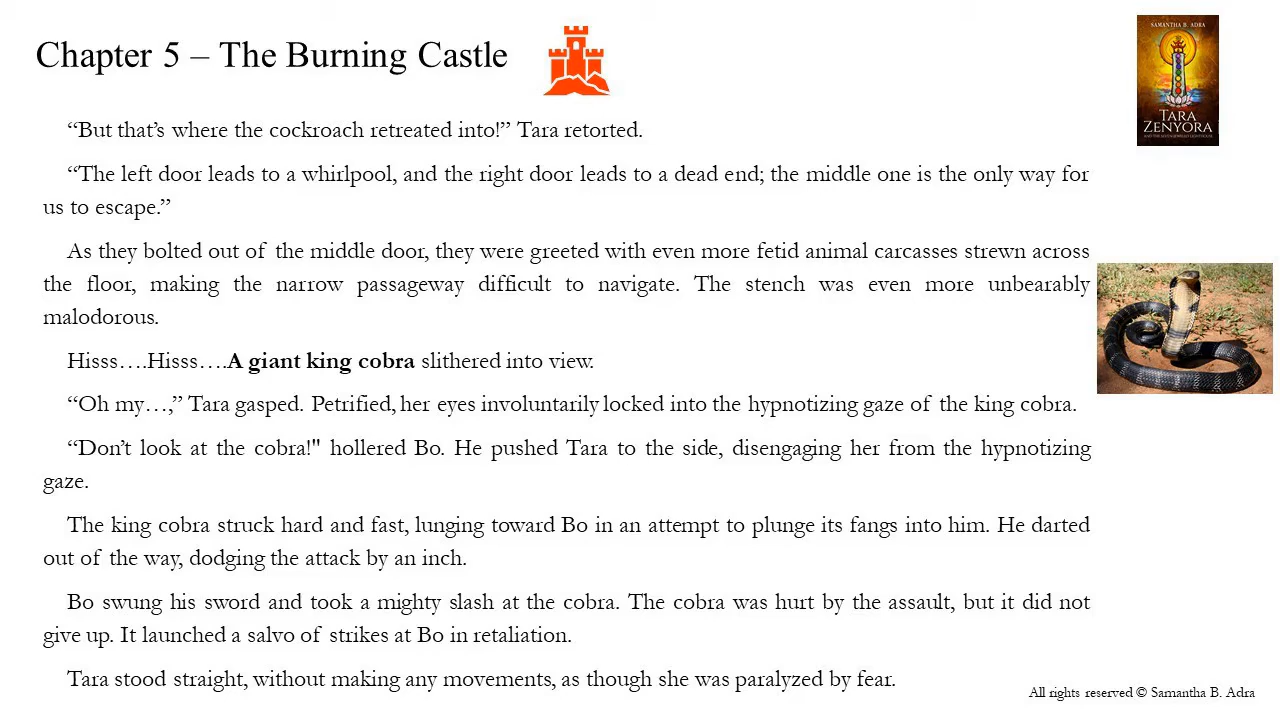 Chapter 5 – The Burning Castle
SAMANTHA B. ADRA
TARA
ZENYORA
“But that’s where the cockroach retreated into!” Tara retorted.
“The left door leads to a whirlpool, and the right door leads to a dead end; the middle one is the only way for
us to escape.”
As they bolted out of the middle door, they were greeted with even more fetid animal carcasses strewn across
the floor, making the narrow passageway difficult to navigate. The stench was even more unbearably
malodorous.
Hisss….Hisss….A giant king cobra slithered into view.
“Oh my…,” Tara gasped. Petrified, her eyes involuntarily locked into the hypnotizing gaze of the king cobra.
“Don’t look at the cobra!" hollered Bo. He pushed Tara to the side, disengaging her from the hypnotizing
gaze.
The king cobra struck hard and fast, lunging toward Bo in an attempt to plunge its fangs into him. He darted
out of the way, dodging the attack by an inch.
Bo swung his sword and took a mighty slash at the cobra. The cobra was hurt by the assault, but it did not
give up. It launched a salvo of strikes at Bo in retaliation.
Tara stood straight, without making any movements, as though she was paralyzed by fear.
All rights reserved © Samantha B. Adra